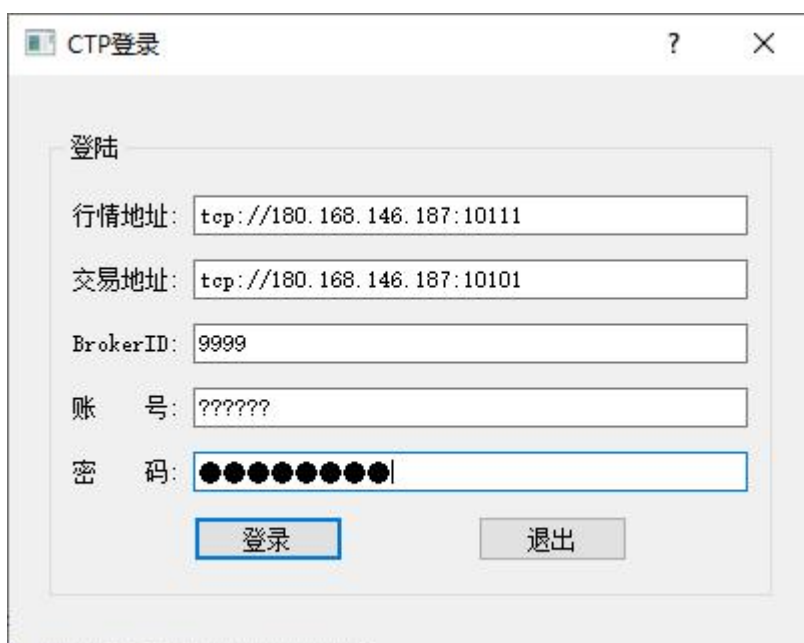 CTP登录 ?
登陆
行情地址: tcp://180.168.146.187:10111
交易地址: tcp://180.168.146.187:10101
BrokerID: 9999
账 号: ??????
密 码: ●●●●●●●●
登录 退出